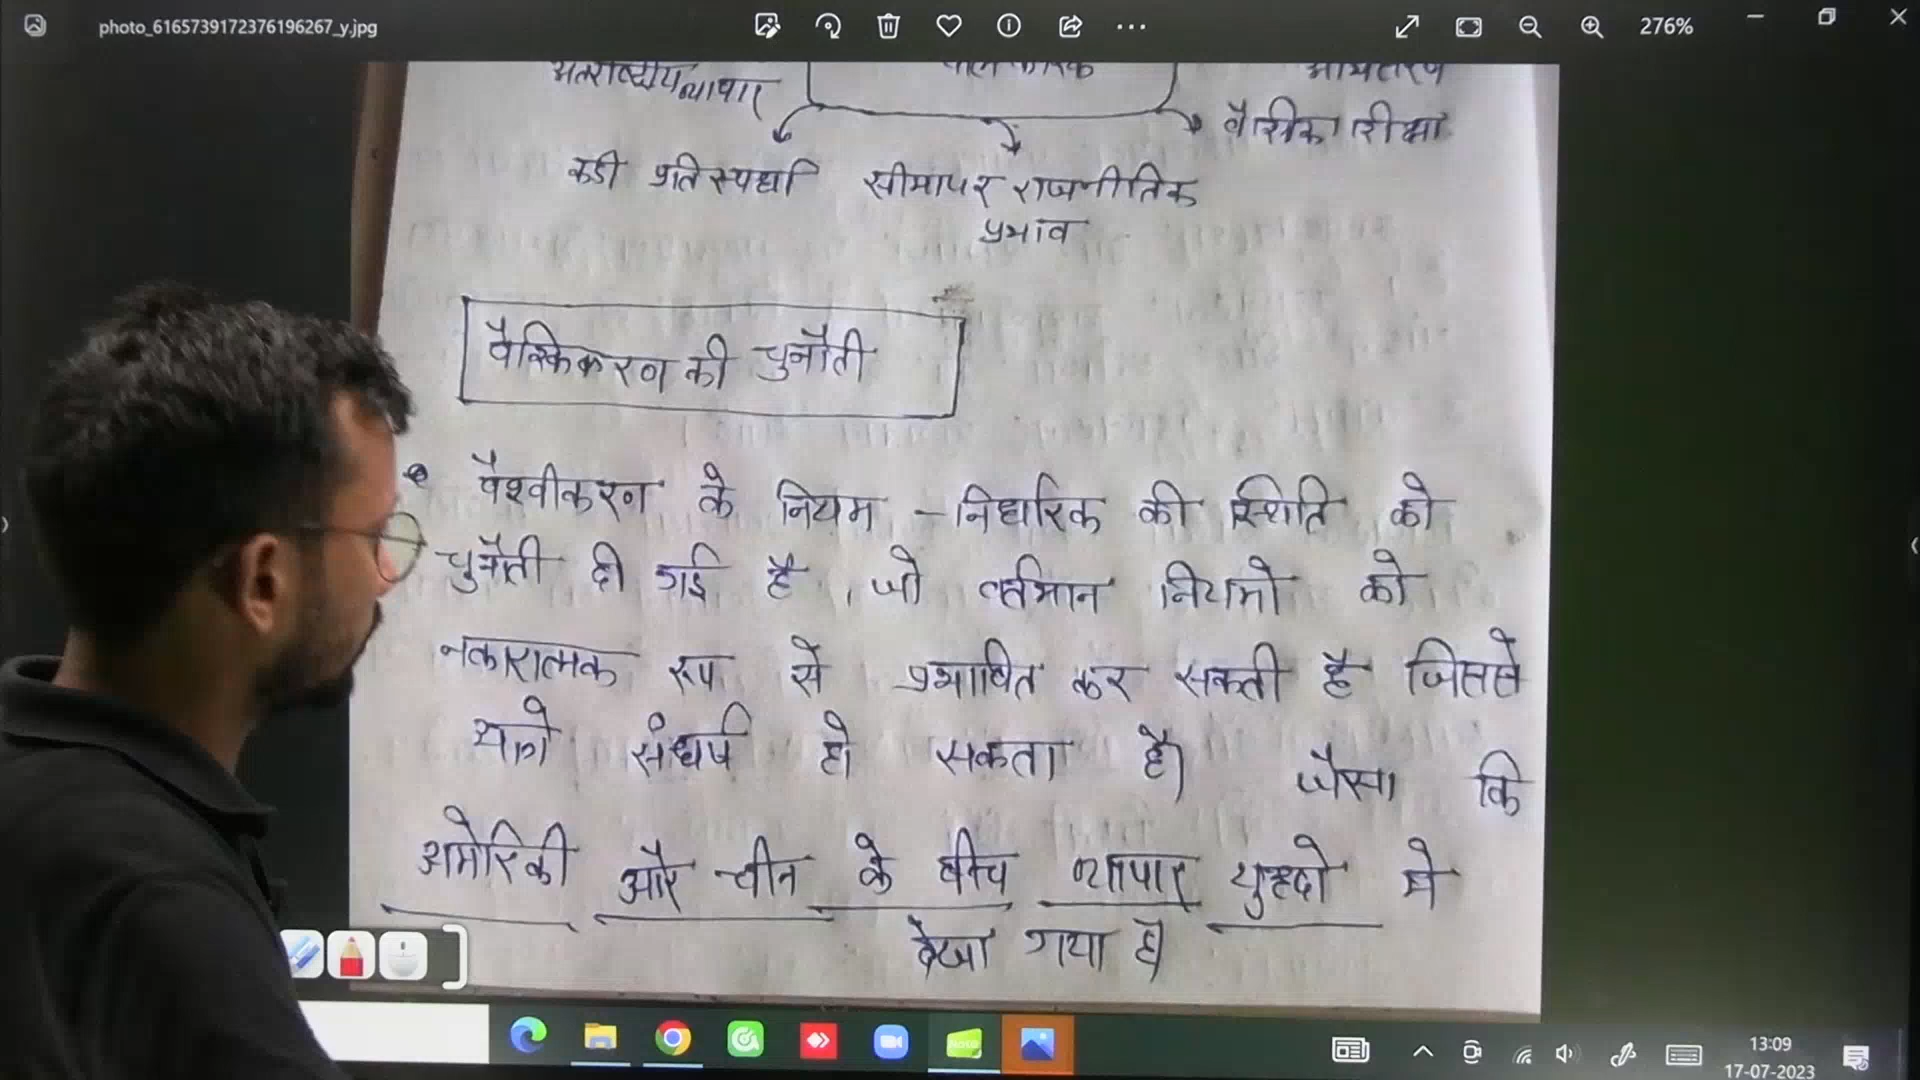 photo_6165739172376196267_y.jpg
276%
व्यापार
वैश्विक रीक्षा
कडी प्रतिस्पर्धा सीमापर राजनीतिक
प्रभाव
वैश्विकरण की चुनौती
वैश्वीकरण के नियम - निर्धारक की स्थिति को
चुनौती दी गई है, जो वर्तमान नियमो को
नकारात्मक रूप से प्रभावित कर सकती है जिससे
संघर्ष हो सकता है। जैसा कि
अमेरिकी और चीन के बीच व्यापार युद्दो मे
देखा गया है
Note
13:09
17-07-2023